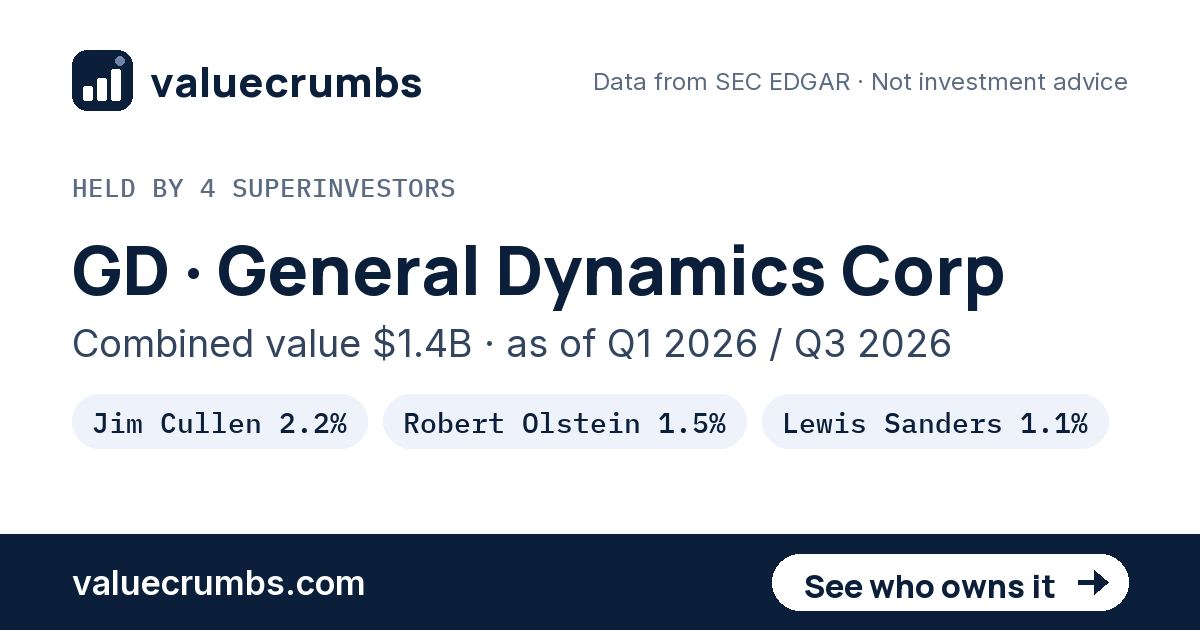 valuecrumbs
Data from SEC EDGAR · Not investment advice
HELD BY 4 SUPERINVESTORS
GD · General Dynamics Corp
Combined value $1.4B · as of Q1 2026 / Q3 2026
Jim Cullen 2.2% Robert Olstein 1.5% Lewis Sanders 1.1%
valuecrumbs.com
See who owns it →